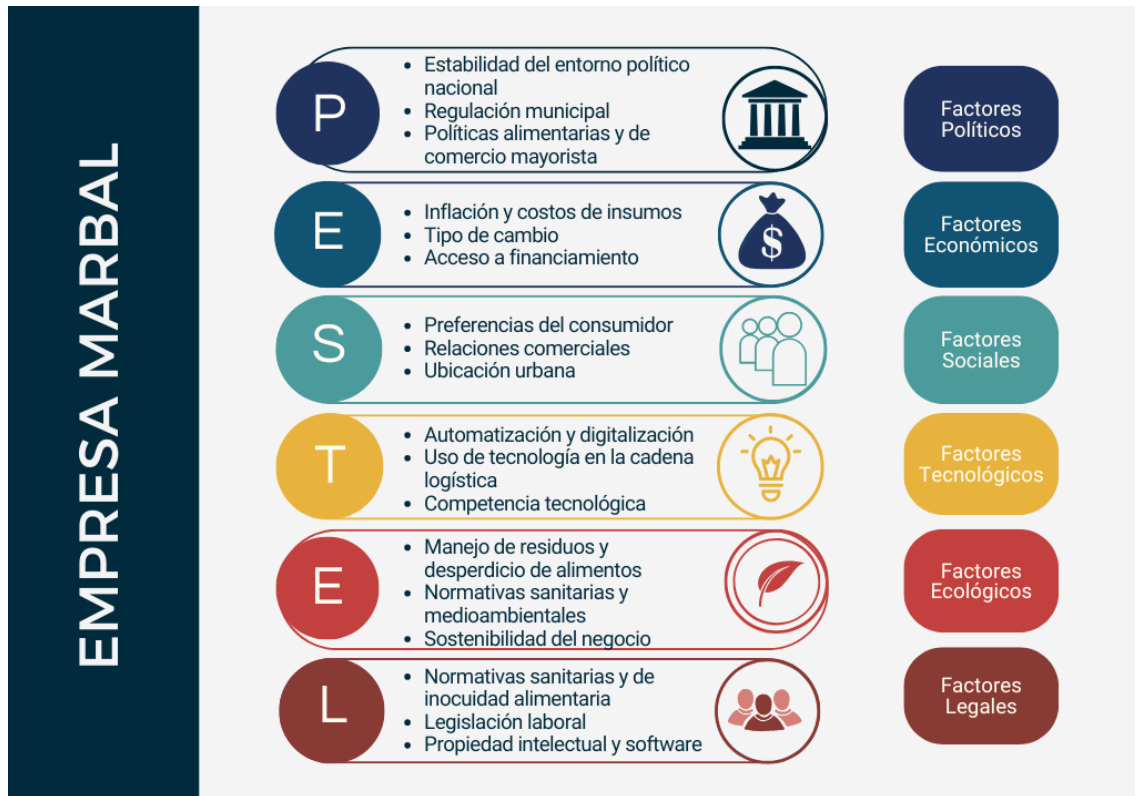 EMPRESA MARBAL
P
• Estabilidad del entorno político
nacional
• Regulación municipal
• Políticas alimentarias y de
comercio mayorista
Factores
Políticos
E
• Inflación y costos de insumos
• Tipo de cambio
• Acceso a financiamiento
$
Factores
Económicos
S
• Preferencias del consumidor
• Relaciones comerciales
• Ubicación urbana
Factores
Sociales
T
• Automatización y digitalización
• Uso de tecnología en la cadena
logística
• Competencia tecnológica
Factores
Tecnológicos
E
• Manejo de residuos y
desperdicio de alimentos
• Normativas sanitarias y
medioambientales
• Sostenibilidad del negocio
Factores
Ecológicos
L
• Normativas sanitarias y de
inocuidad alimentaria
• Legislación laboral
• Propiedad intelectual y software
Factores
Legales